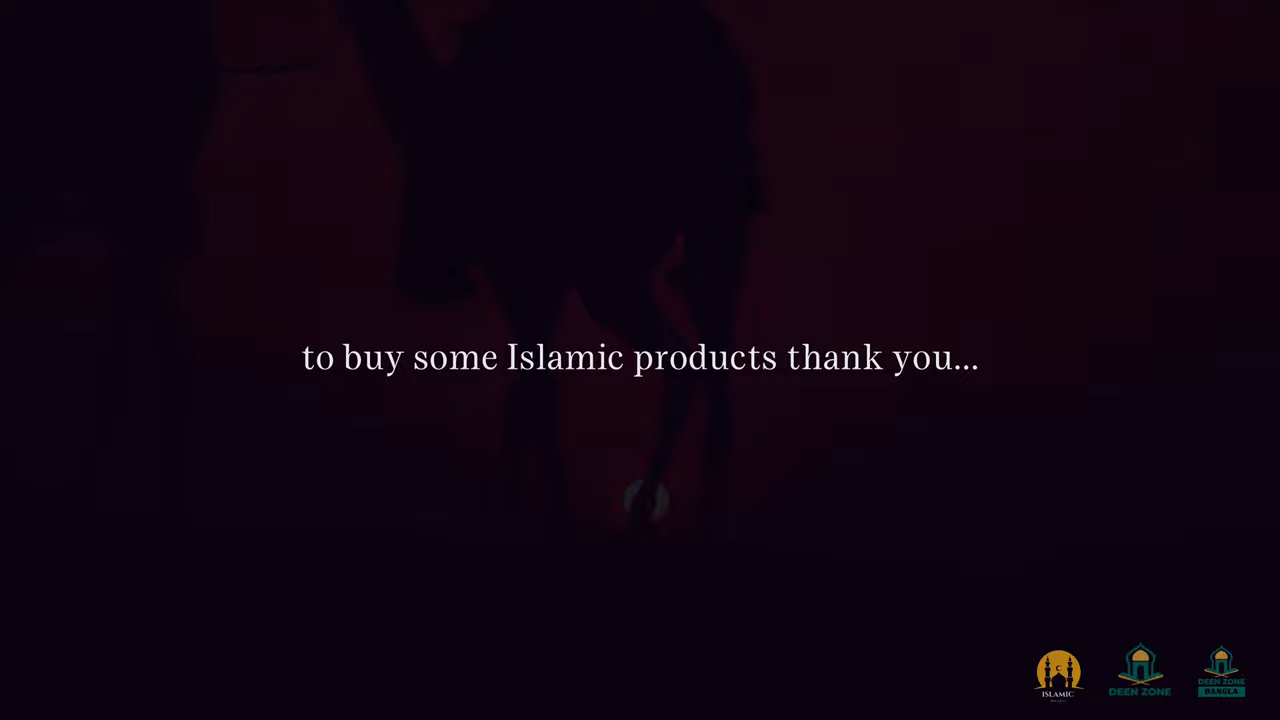 to buy some Islamic products thank you...
ISLAMIC
DEEN ZONE
DEEN ZONE
BANGLA